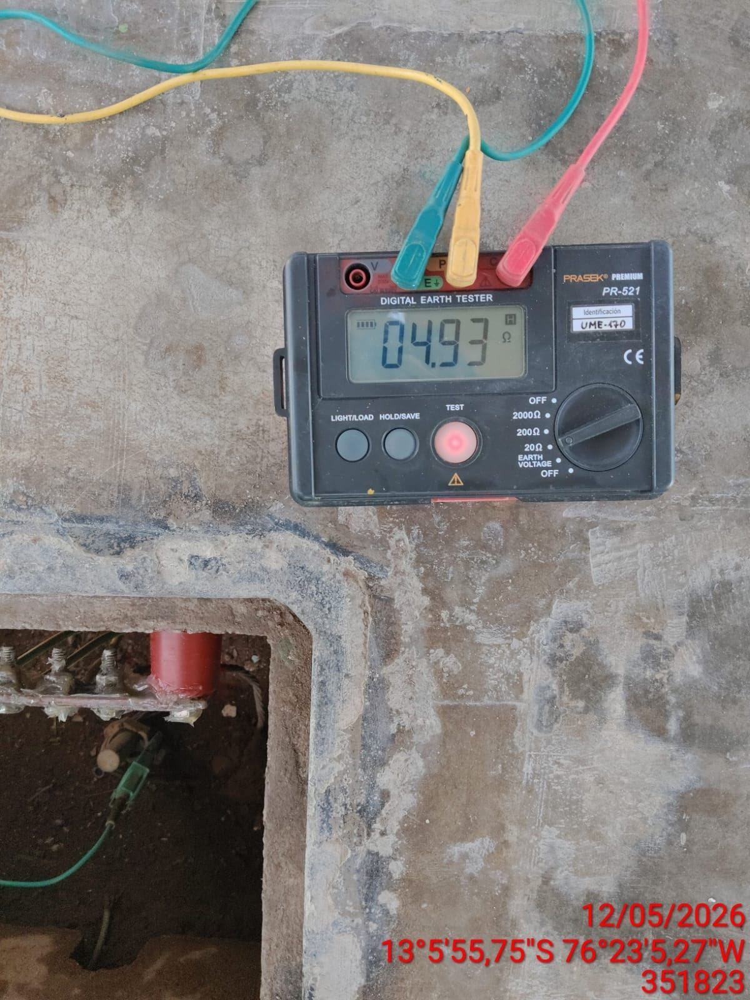 V
P
C
E
DIGITAL EARTH TESTER
PRASEK® PREMIUM
PR-521
Identificación
UME-170
04.93
H
Ω
CE
LIGHT/LOAD HOLD/SAVE TEST
OFF
2000Ω
200Ω
20Ω
EARTH
VOLTAGE
OFF
12/05/2026
13°5'55,75"S 76°23'5,27"W
351823